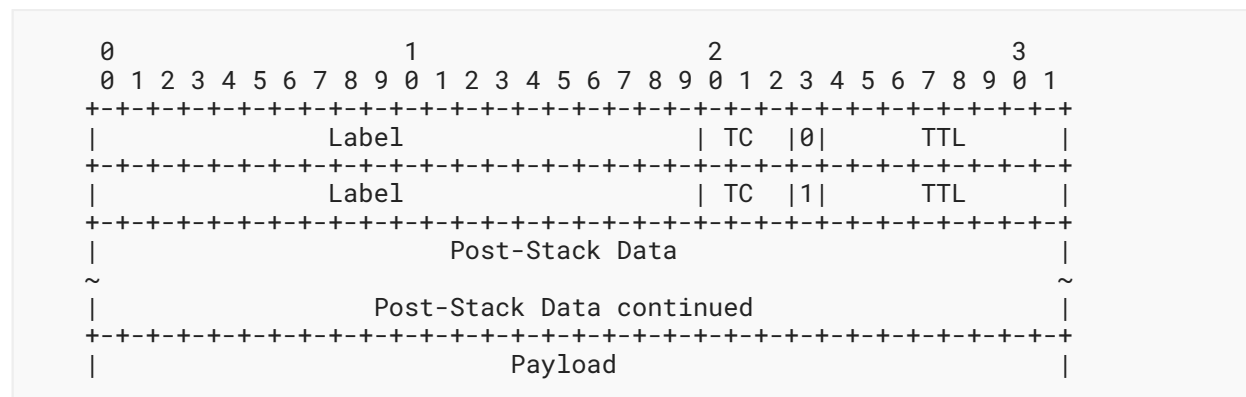 0                   1                   2                   3
 0 1 2 3 4 5 6 7 8 9 0 1 2 3 4 5 6 7 8 9 0 1 2 3 4 5 6 7 8 9 0 1
+-+-+-+-+-+-+-+-+-+-+-+-+-+-+-+-+-+-+-+-+-+-+-+-+-+-+-+-+-+-+-+-+
|               Label                   | TC  |0|      TTL      |
+-+-+-+-+-+-+-+-+-+-+-+-+-+-+-+-+-+-+-+-+-+-+-+-+-+-+-+-+-+-+-+-+
|               Label                   | TC  |1|      TTL      |
+-+-+-+-+-+-+-+-+-+-+-+-+-+-+-+-+-+-+-+-+-+-+-+-+-+-+-+-+-+-+-+-+
|                       Post-Stack Data                         |
~                                                               ~
|                  Post-Stack Data continued                    |
+-+-+-+-+-+-+-+-+-+-+-+-+-+-+-+-+-+-+-+-+-+-+-+-+-+-+-+-+-+-+-+-+
|                           Payload                             |